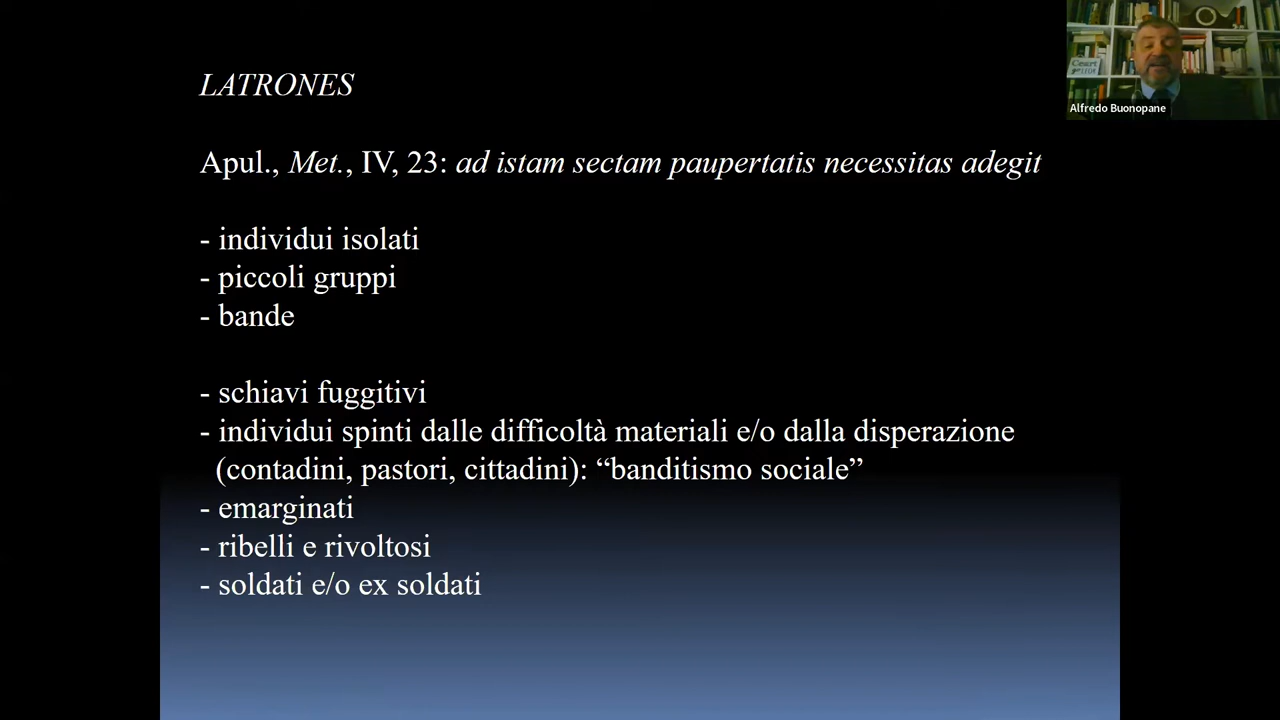 LATRONES
Apul., Met., IV, 23: ad istam sectam paupertatis necessitas adegit
- individui isolati
- piccoli gruppi
- bande
- schiavi fuggitivi
- individui spinti dalle difficoltà materiali e/o dalla disperazione
(contadini, pastori, cittadini): “banditismo sociale”
- emarginati
- ribelli e rivoltosi
- soldati e/o ex soldati
Alfredo Buonopane